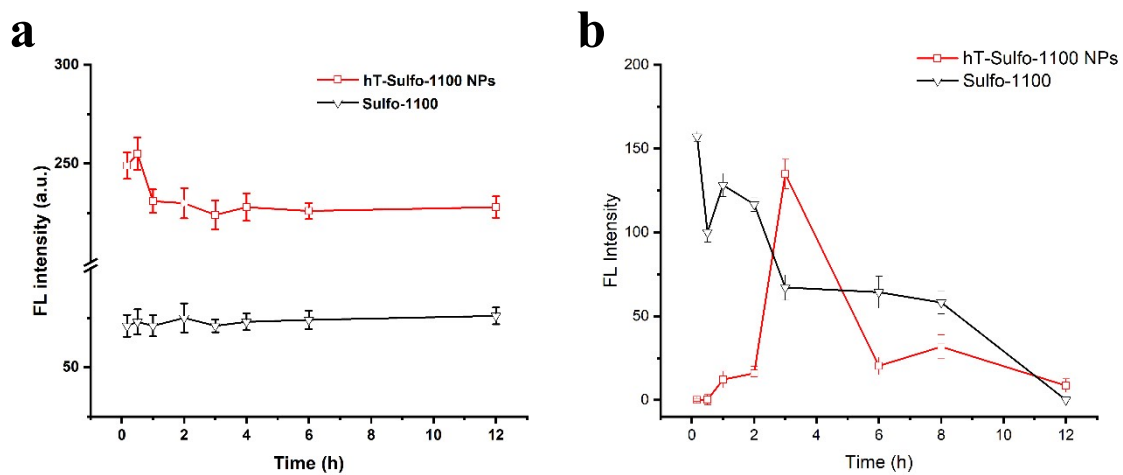 a
300
250
50
FL intensity (a.u.)
hT-Sulfo-1100 NPs
Sulfo-1100
0 2 4 6 8 10 12
Time (h)
b
200
150
100
50
0
FL Intensity
hT-Sulfo-1100 NPs
Sulfo-1100
0 2 4 6 8 10 12
Time (h)